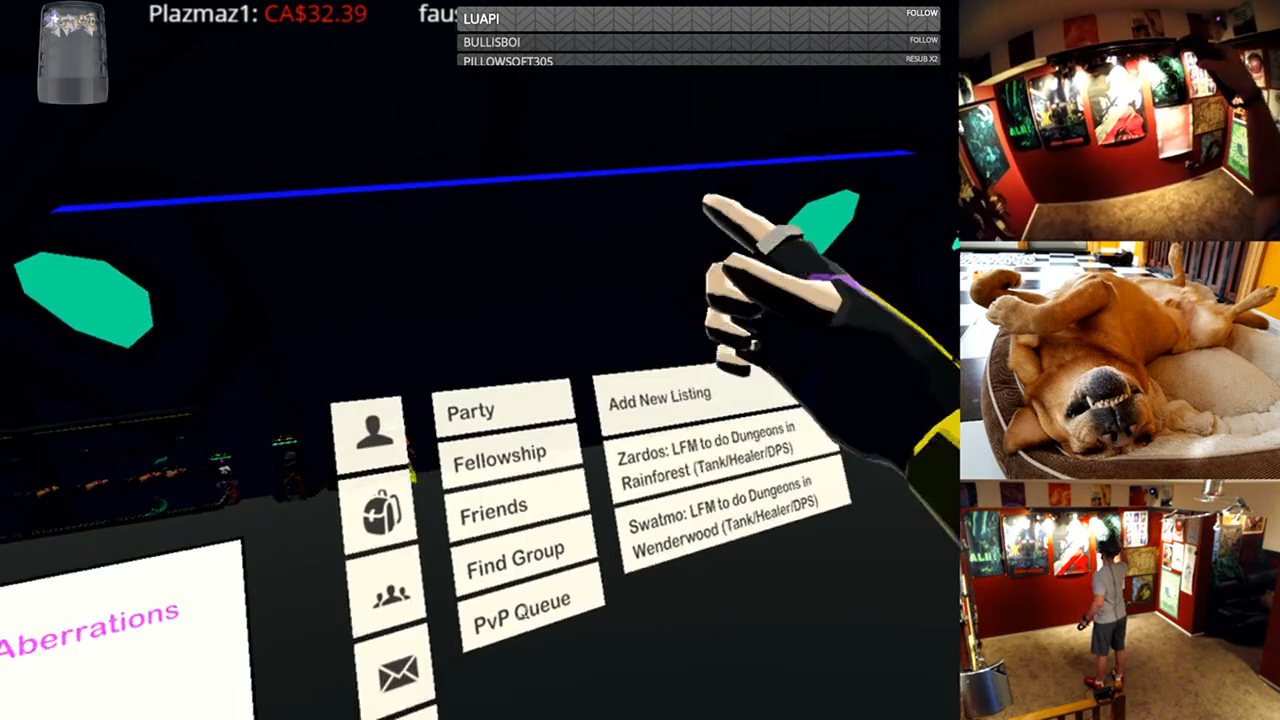 Plazmaz1: CA$32.39
faus
LUAPI
FOLLOW
BULLISBOI
FOLLOW
PILLOWSOFT305
RESUB X2
Party
Fellowship
Friends
Find Group
PvP Queue
Add New Listing
Zardos: LFM to do Dungeons in
Rainforest (Tank/Healer/DPS)
Swatmo: LFM to do Dungeons in
Wenderwood (Tank/Healer/DPS)
Aberrations